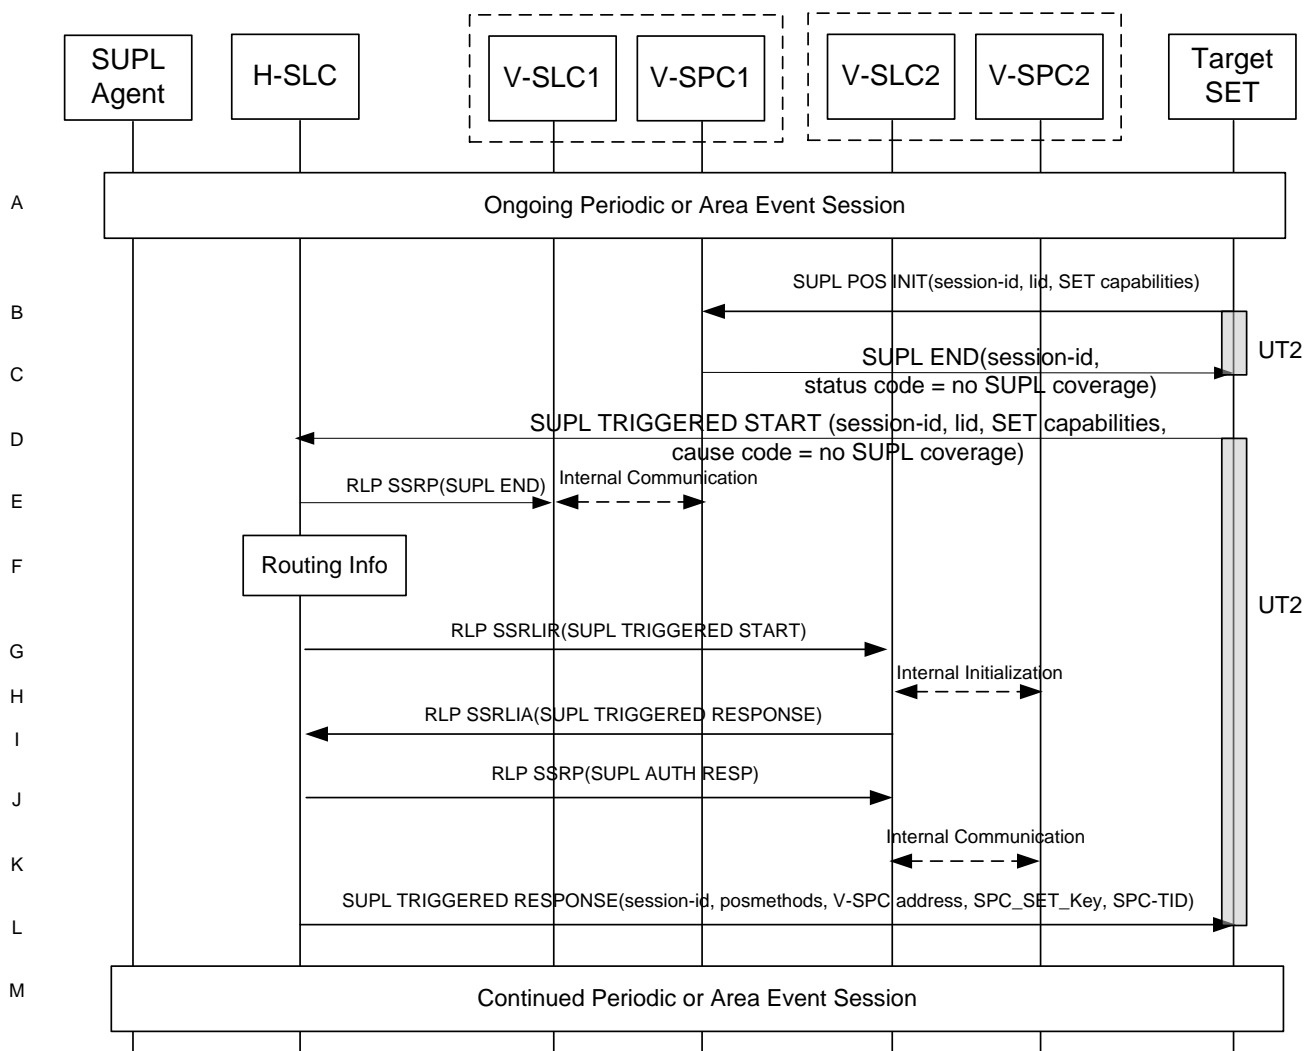 SUPL
Agent
H-SLC
V-SLC1
V-SPC1
V-SLC2
V-SPC2
Target
SET
A
Ongoing Periodic or Area Event Session
SUPL POS INIT(session-id, lid, SET capabilities)
B
UT2
SUPL END(session-id,
C
status code = no SUPL coverage)
SUPL TRIGGERED START (session-id, lid, SET capabilities,
D
cause code = no SUPL coverage)
RLP SSRP(SUPL END)
Internal Communication
E
F
Routing Info
UT2
RLP SSRLIR(SUPL TRIGGERED START)
G
Internal Initialization
H
RLP SSRLIA(SUPL TRIGGERED RESPONSE)
I
RLP SSRP(SUPL AUTH RESP)
J
Internal Communication
K
SUPL TRIGGERED RESPONSE(session-id, posmethods, V-SPC address, SPC_SET_Key, SPC-TID)
L
M
Continued Periodic or Area Event Session